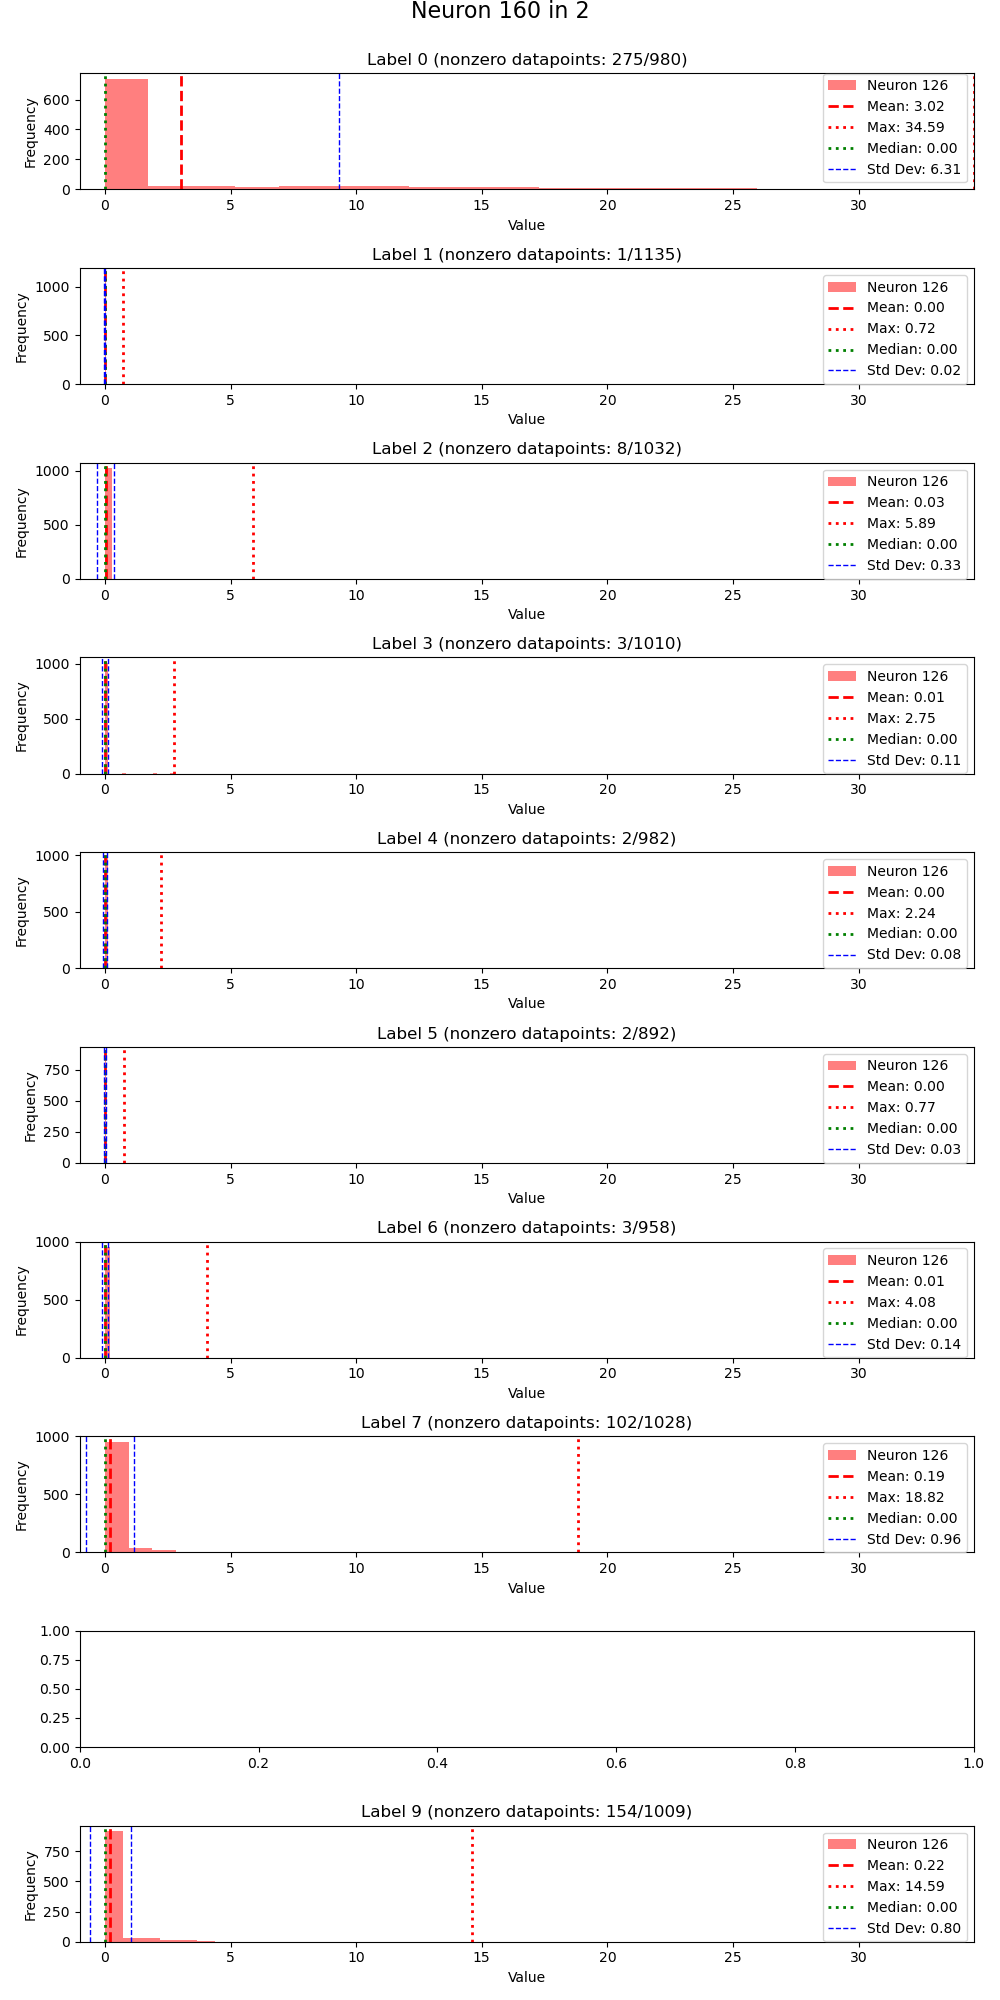 Neuron 160 in 2
Label 0 (nonzero datapoints: 275/980)
Frequency
600
400
200
0
Neuron 126
Mean: 3.02
Max: 34.59
Median: 0.00
Std Dev: 6.31
0 5 10 15 20 25 30
Value
Label 1 (nonzero datapoints: 1/1135)
Frequency
1000
500
0
Neuron 126
Mean: 0.00
Max: 0.72
Median: 0.00
Std Dev: 0.02
0 5 10 15 20 25 30
Value
Label 2 (nonzero datapoints: 8/1032)
Frequency
1000
500
0
Neuron 126
Mean: 0.03
Max: 5.89
Median: 0.00
Std Dev: 0.33
0 5 10 15 20 25 30
Value
Label 3 (nonzero datapoints: 3/1010)
Frequency
1000
500
0
Neuron 126
Mean: 0.01
Max: 2.75
Median: 0.00
Std Dev: 0.11
0 5 10 15 20 25 30
Value
Label 4 (nonzero datapoints: 2/982)
Frequency
1000
500
0
Neuron 126
Mean: 0.00
Max: 2.24
Median: 0.00
Std Dev: 0.08
0 5 10 15 20 25 30
Value
Label 5 (nonzero datapoints: 2/892)
Frequency
750
500
250
0
Neuron 126
Mean: 0.00
Max: 0.77
Median: 0.00
Std Dev: 0.03
0 5 10 15 20 25 30
Value
Label 6 (nonzero datapoints: 3/958)
Frequency
1000
500
0
Neuron 126
Mean: 0.01
Max: 4.08
Median: 0.00
Std Dev: 0.14
0 5 10 15 20 25 30
Value
Label 7 (nonzero datapoints: 102/1028)
Frequency
1000
500
0
Neuron 126
Mean: 0.19
Max: 18.82
Median: 0.00
Std Dev: 0.96
0 5 10 15 20 25 30
Value
1.00
0.75
0.50
0.25
0.00
0.0 0.2 0.4 0.6 0.8 1.0
Label 9 (nonzero datapoints: 154/1009)
Frequency
750
500
250
0
Neuron 126
Mean: 0.22
Max: 14.59
Median: 0.00
Std Dev: 0.80
0 5 10 15 20 25 30
Value